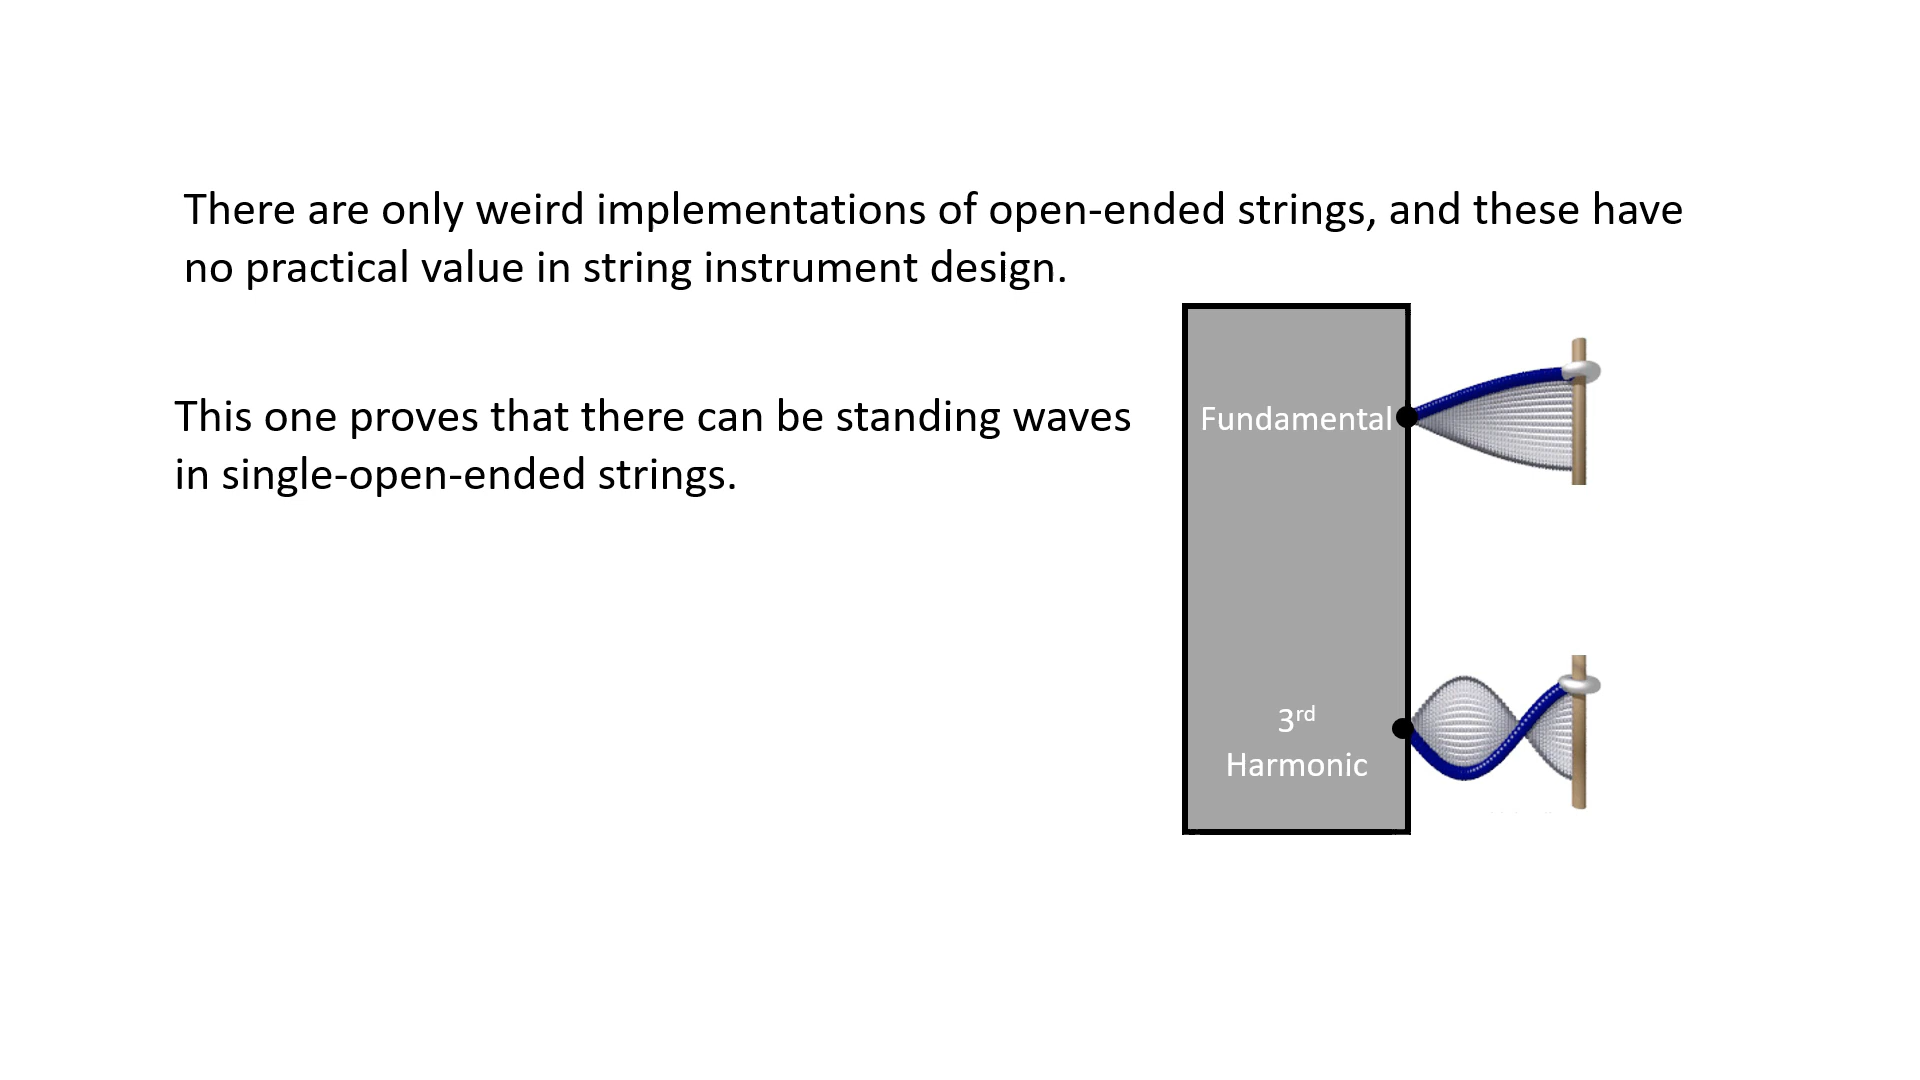 There are only weird implementations of open-ended strings, and these have
no practical value in string instrument design.
This one proves that there can be standing waves
in single-open-ended strings.
Fundamental
3rd
Harmonic